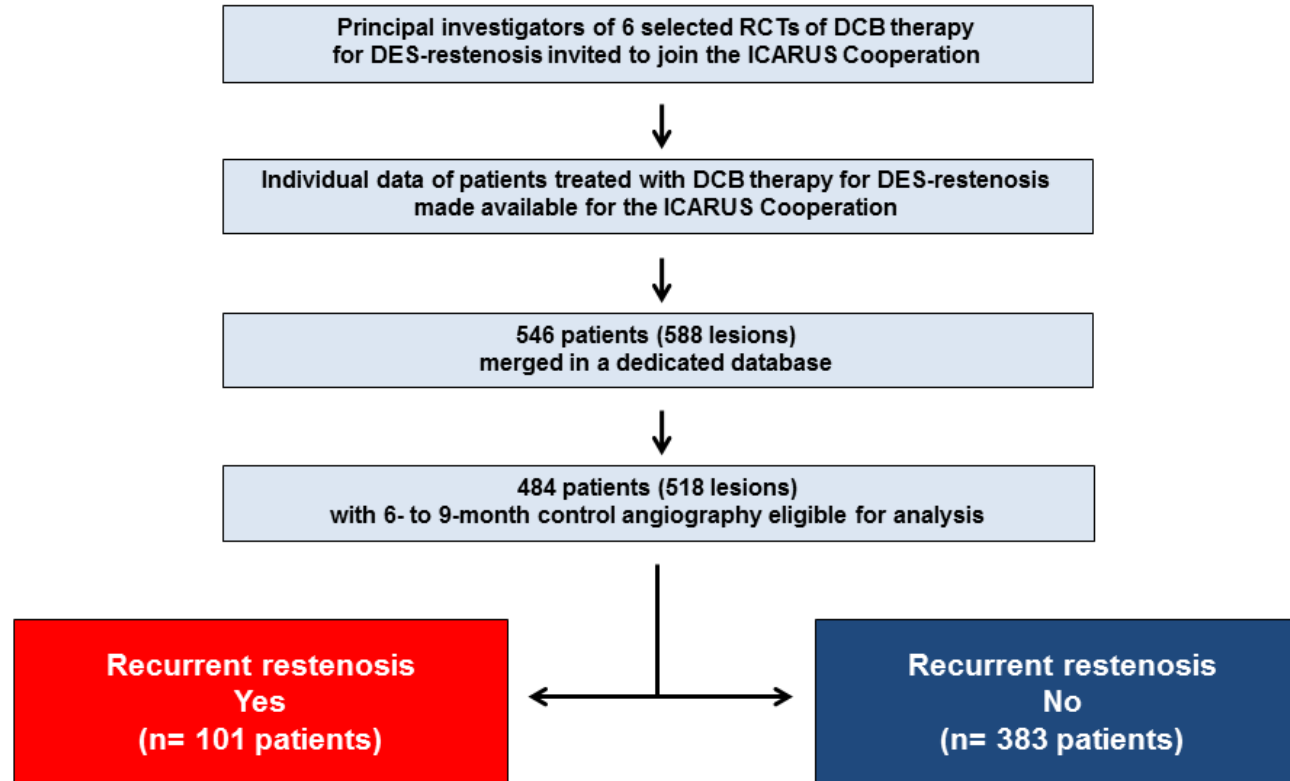 Principal investigators of 6 selected RCTs of DCB therapy
for DES-restenosis invited to join the ICARUS Cooperation
Individual data of patients treated with DCB therapy for DES-restenosis
made available for the ICARUS Cooperation
546 patients (588 lesions)
merged in a dedicated database
484 patients (518 lesions)
with 6- to 9-month control angiography eligible for analysis
Recurrent restenosis
Yes
(n= 101 patients)
Recurrent restenosis
No
(n= 383 patients)